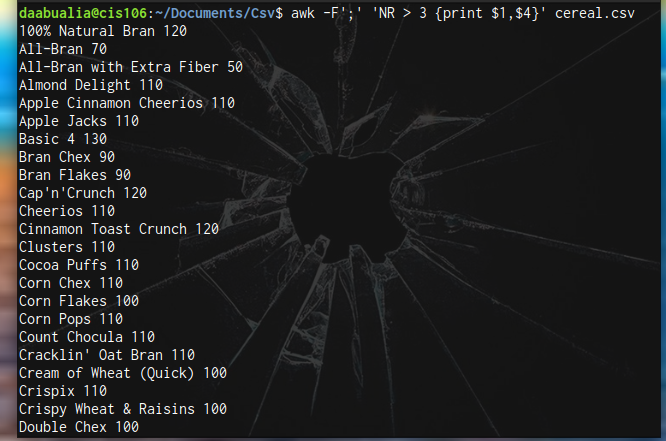 daabualia@cis106:~/Documents/Csv$ awk -F';' 'NR > 3 {print $1,$4}' cereal.csv
100% Natural Bran 120
All-Bran 70
All-Bran with Extra Fiber 50
Almond Delight 110
Apple Cinnamon Cheerios 110
Apple Jacks 110
Basic 4 130
Bran Chex 90
Bran Flakes 90
Cap'n'Crunch 120
Cheerios 110
Cinnamon Toast Crunch 120
Clusters 110
Cocoa Puffs 110
Corn Chex 110
Corn Flakes 100
Corn Pops 110
Count Chocula 110
Cracklin' Oat Bran 110
Cream of Wheat (Quick) 100
Crispix 110
Crispy Wheat & Raisins 100
Double Chex 100